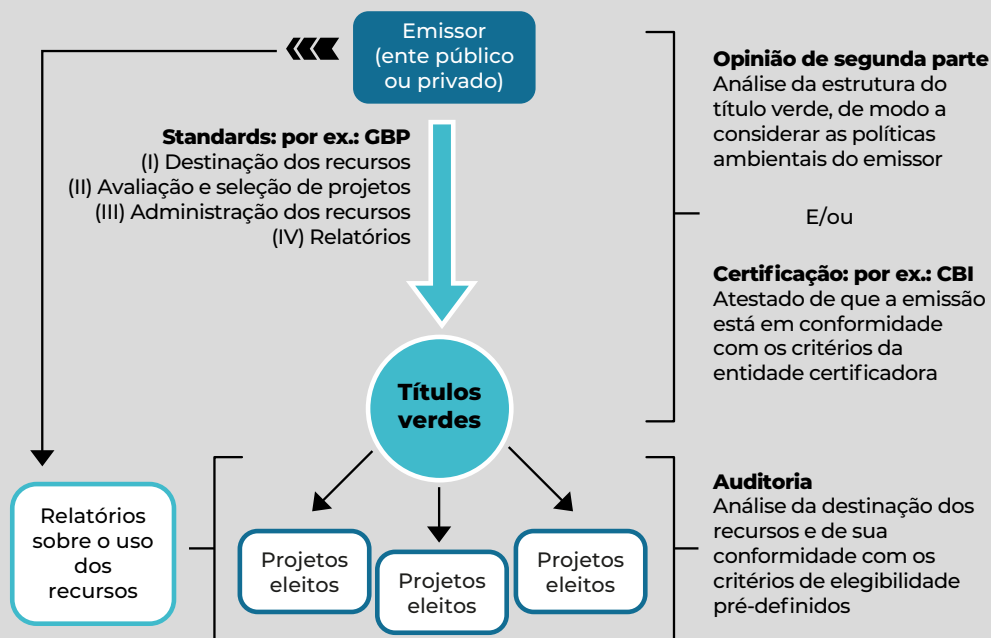 Emissor
(ente público
ou privado)
Standards: por ex.: GBP
(I) Destinação dos recursos
(II) Avaliação e seleção de projetos
(III) Administração dos recursos
(IV) Relatórios
Opinião de segunda parte
Análise da estrutura do
título verde, de modo a
considerar as políticas
ambientais do emissor
E/ou
Certificação: por ex.: CBI
Atestado de que a emissão
está em conformidade
com os critérios da
entidade certificadora
Títulos
verdes
Relatórios
sobre o uso
dos
recursos
Projetos
eleitos
Projetos
eleitos
Projetos
eleitos
Auditoria
Análise da destinação dos
recursos e de sua
conformidade com os
critérios de elegibilidade
pré-definidos